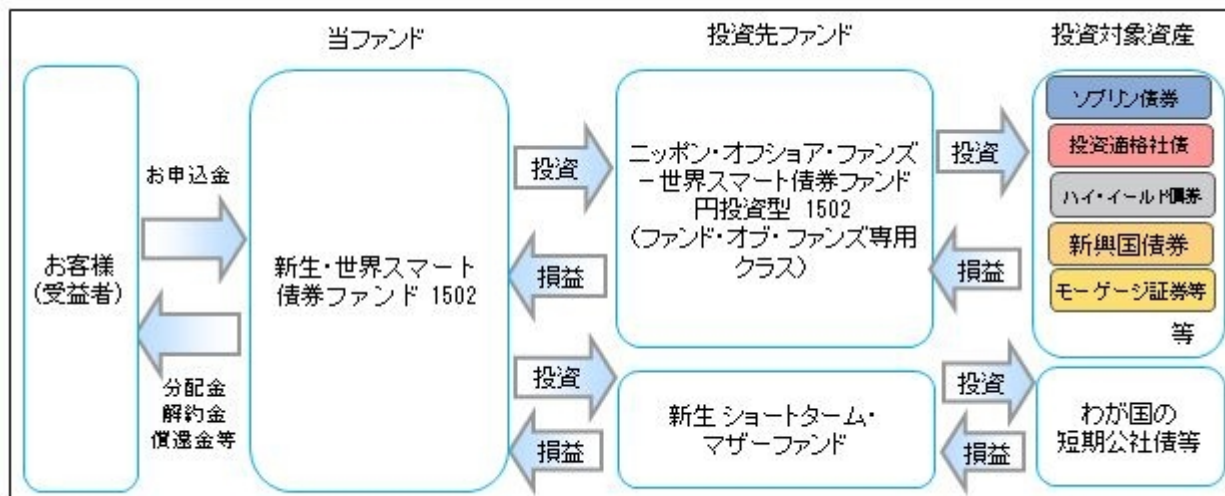 当ファンド
投資先ファンド
投資対象資産
お客様
(受益者)
お申込金
分配金
解約金
償還金等
新生・世界スマート
債券ファンド 1502
投資
損益
投資
損益
ニッポン・オフショア・ファンズ
－世界スマート債券ファンド
円投資型 1502
(ファンド・オブ・ファンズ専用
クラス)
新生 ショートターム・
マザーファンド
投資
損益
投資
損益
ソブリン債券
投資適格社債
ハイ・イールド債券
新興国債券
モーゲージ証券等
等
わが国の
短期公社債等